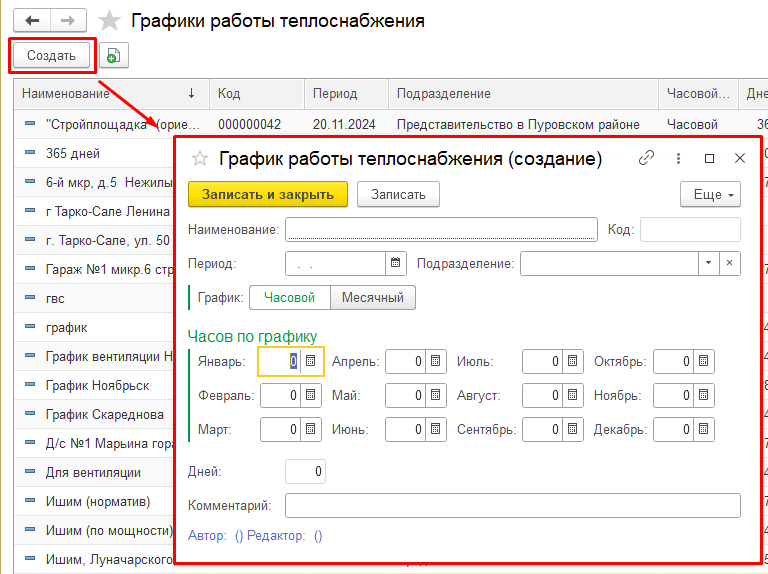 Графики работы теплоснабжения
Создать
Наименование ↓ Код Период Подразделение Часовой... Дне
"Стройплощадка" (орие... 000000042 20.11.2024 Представительство в Пуровском районе Часовой 36
365 дней
6-й мкр, д.5 Нежилы
г Тарко-Сале Ленина
г. Тарко-Сале, ул. 50
Гараж №1 микр.6 стр
гвс
график
График вентиляции Н
График Ноябрьск
График Скареднова
Д/с №1 Марьина гора
Для вентиляции
Ишим (норматив)
Ишим (по мощности)
Ишим, Луначарского
График работы теплоснабжения (создание)
Записать и закрыть Записать Еще
Наименование: Код:
Период: . . Подразделение:
График: Часовой Месячный
Часов по графику
Январь: 0 Апрель: 0 Июль: 0 Октябрь: 0
Февраль: 0 Май: 0 Август: 0 Ноябрь: 0
Март: 0 Июнь: 0 Сентябрь: 0 Декабрь: 0
Дней: 0
Комментарий:
Автор: () Редактор: ()